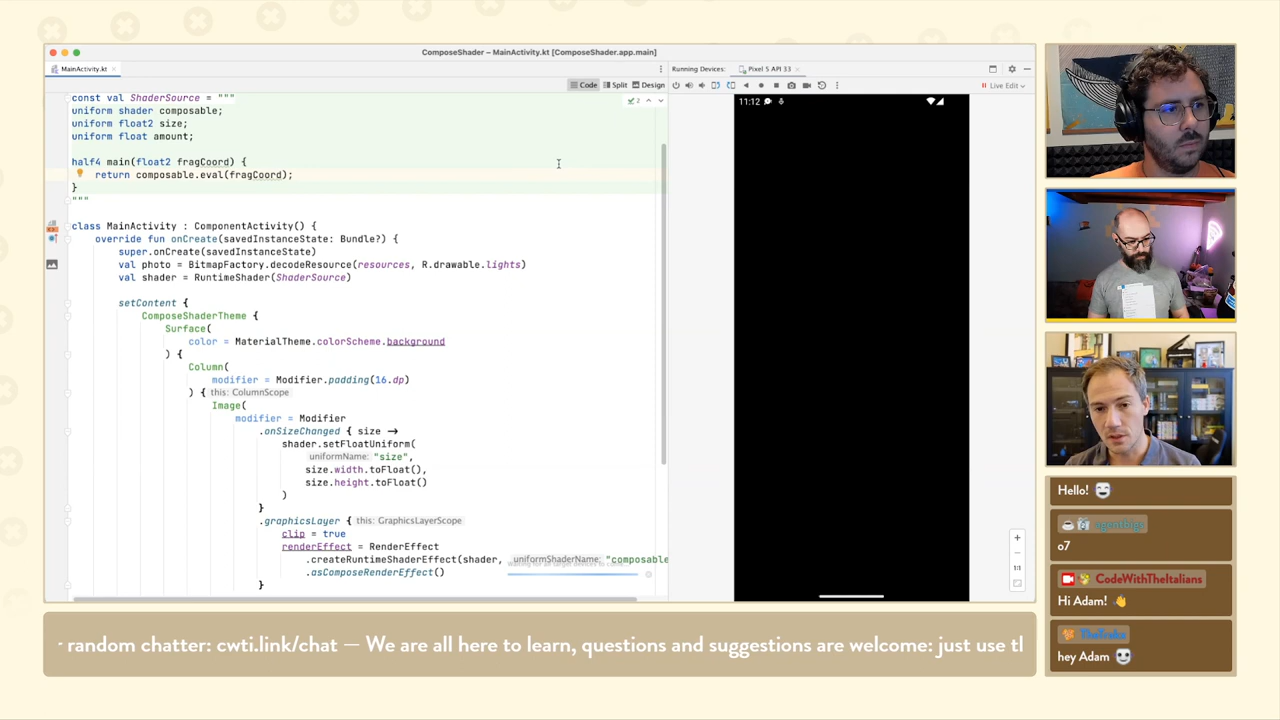 ComposeShader – MainActivity.kt [ComposeShader.app.main]
MainActivity.kt
Code Split Design
const val ShaderSource = """
uniform shader composable;
uniform float2 size;
uniform float amount;
half4 main(float2 fragCoord) {
return composable.eval(fragCoord);
}
"""
class MainActivity : ComponentActivity() {
override fun onCreate(savedInstanceState: Bundle?) {
super.onCreate(savedInstanceState)
val photo = BitmapFactory.decodeResource(resources, R.drawable.lights)
val shader = RuntimeShader(ShaderSource)
setContent {
ComposeShaderTheme {
Surface(
color = MaterialTheme.colorScheme.background
) {
Column(
modifier = Modifier.padding(16.dp)
) { this: ColumnScope
Image(
modifier = Modifier
.onSizeChanged { size →
shader.setFloatUniform(
uniformName: "size",
size.width.toFloat(),
size.height.toFloat()
)
}
.graphicsLayer { this: GraphicsLayerScope
clip = true
renderEffect = RenderEffect
.createRuntimeShaderEffect(shader, uniformShaderName: "composable
.asComposeRenderEffect()
}
2
Running Devices: Pixel 5 API 33
Live Edit
11:12
1:1
Hello!
agentbigs
o7
CodeWithTheItalians
Hi Adam! 👋
hey Adam
random chatter: cwti.link/chat — We are all here to learn, questions and suggestions are welcome: just use tl